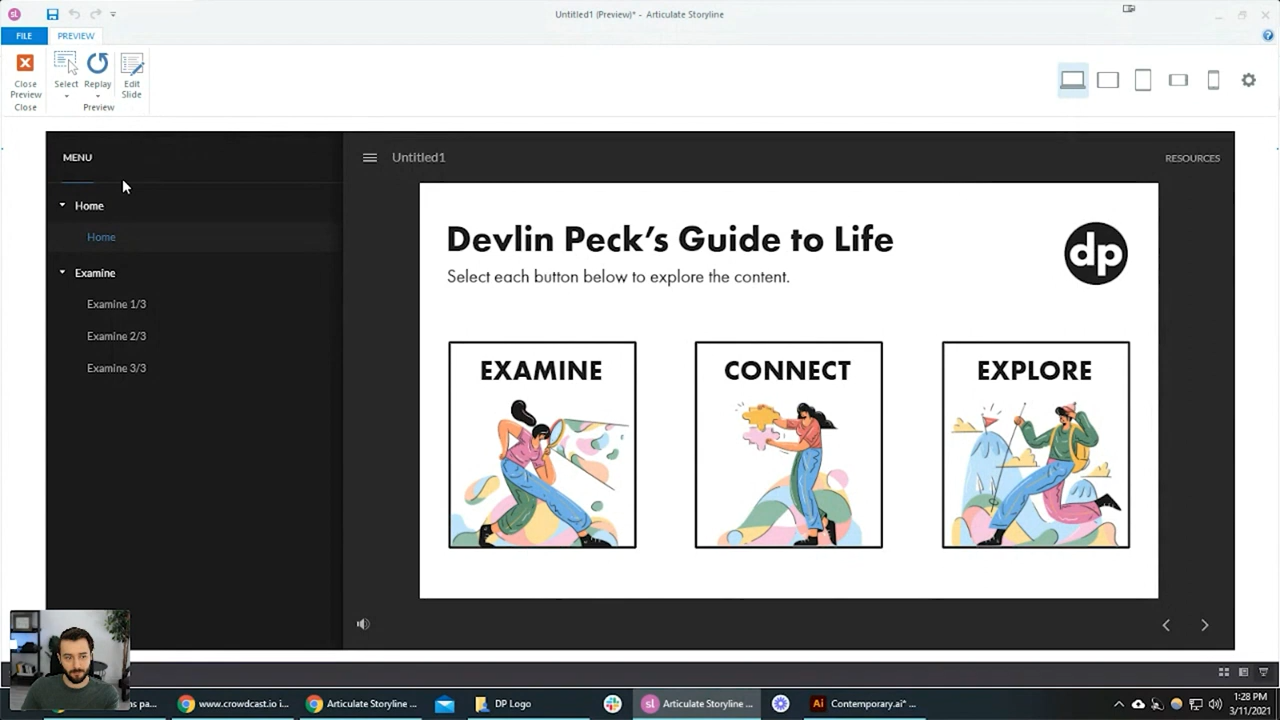 sl
Untitled1 (Preview)* - Articulate Storyline
FILE
PREVIEW
Close
Preview
Close
Select
Replay
Edit
Slide
Preview
MENU
Home
Home
Examine
Examine 1/3
Examine 2/3
Examine 3/3
Untitled1
RESOURCES
Devlin Peck's Guide to Life
Select each button below to explore the content.
dp
EXAMINE
CONNECT
EXPLORE
www.crowdcast.io i...
Articulate Storyline ...
DP Logo
sl
Articulate Storyline ...
Ai
Contemporary.ai* ...
1:28 PM
3/11/2021